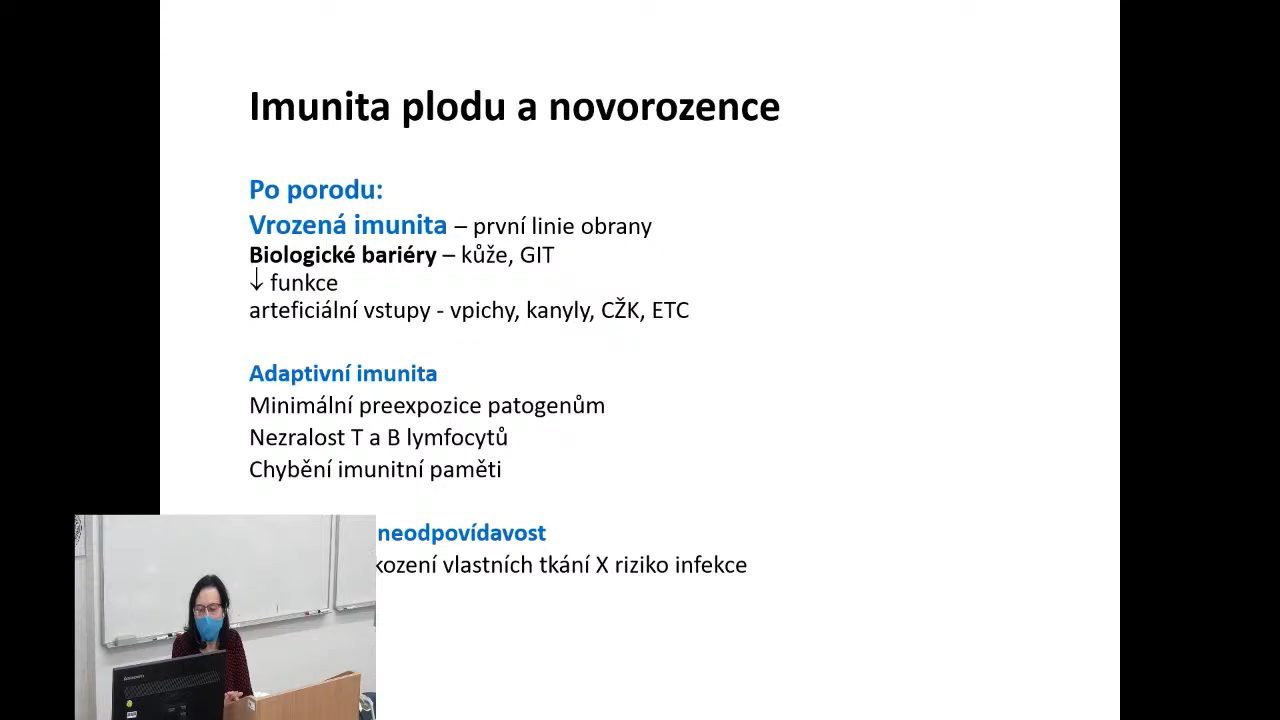 Imunita plodu a novorozence
Po porodu:
Vrozená imunita – první linie obrany
Biologické bariéry – kůže, GIT
↓ funkce
arteficiální vstupy - vpichy, kanyly, CŽK, ETC
Adaptivní imunita
Minimální preexpozice patogenům
Nezralost T a B lymfocytů
Chybění imunitní paměti
neodpovídavost
kození vlastních tkání X riziko infekce